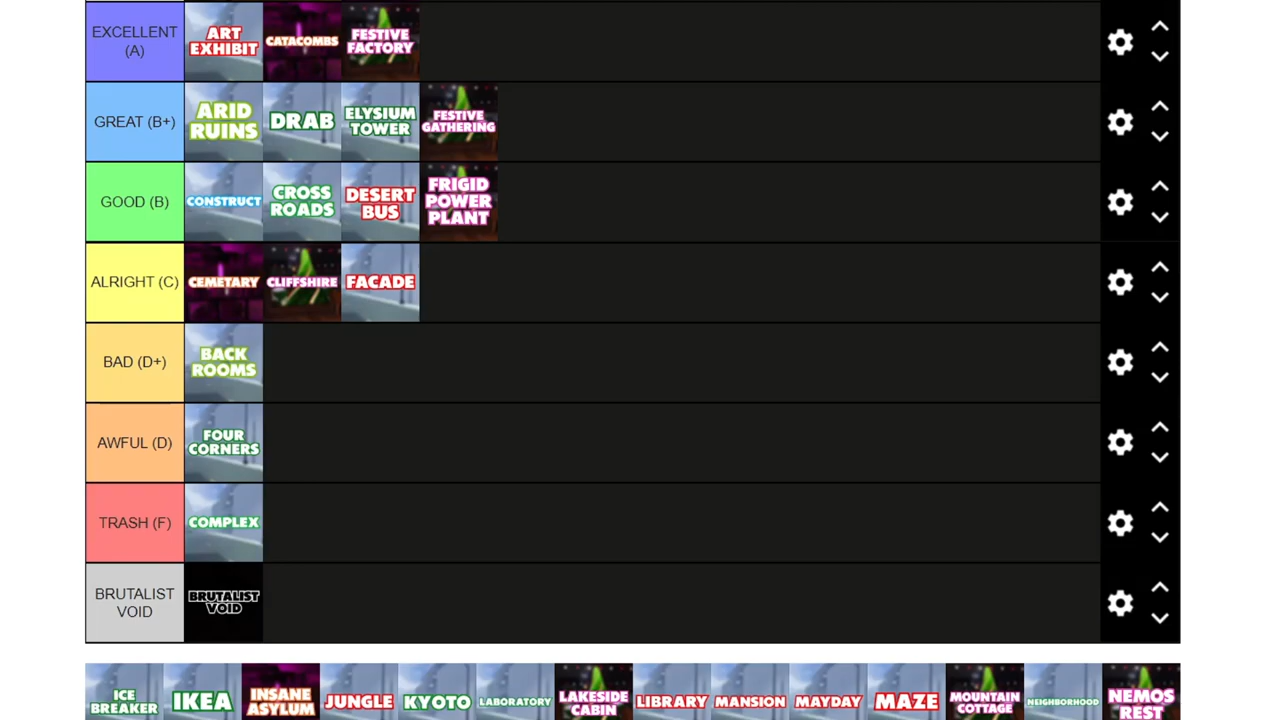 EXCELLENT
(A)
ART
EXHIBIT
CATACOMBS
FESTIVE
FACTORY
GREAT (B+)
ARID
RUINS
DRAB
ELYSIUM
TOWER
FESTIVE
GATHERING
GOOD (B)
CONSTRUCT
CROSS
ROADS
DESERT
BUS
FRIGID
POWER
PLANT
ALRIGHT (C)
CEMETARY
CLIFFSHIRE
FACADE
BAD (D+)
BACK
ROOMS
AWFUL (D)
FOUR
CORNERS
TRASH (F)
COMPLEX
BRUTALIST
VOID
BRUTALIST
VOID
ICE
BREAKER
IKEA
INSANE
ASYLUM
JUNGLE
KYOTO
LABORATORY
LAKESIDE
CABIN
LIBRARY
MANSION
MAYDAY
MAZE
MOUNTAIN
COTTAGE
NEIGHBORHOOD
NEMOS
REST